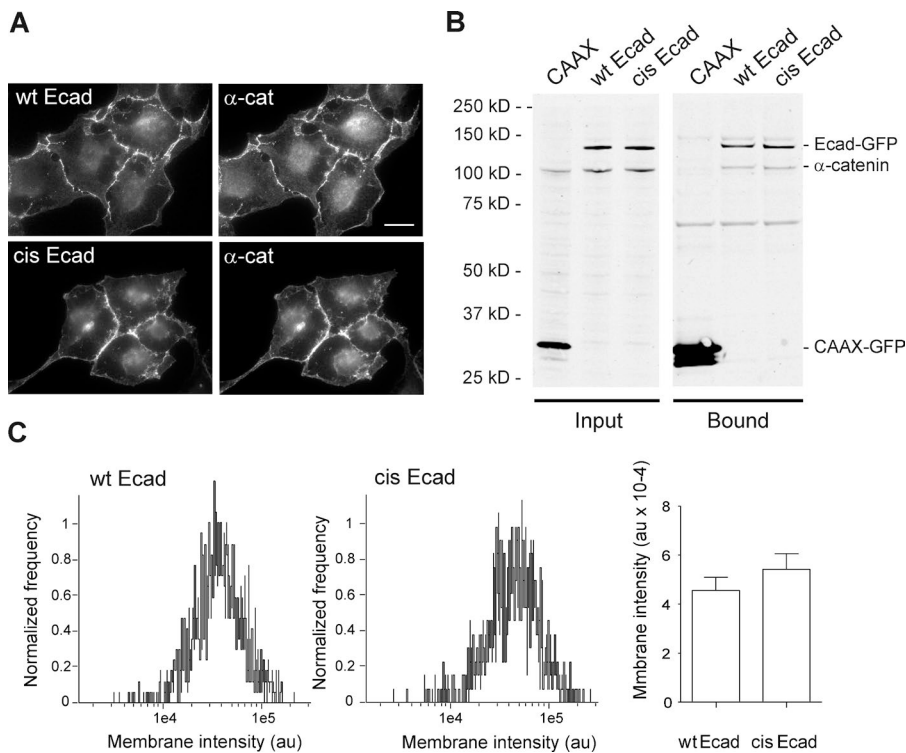 A
wt Ecad
α-cat
cis Ecad
α-cat
B
CAAX
wt Ecad
cis Ecad
CAAX
wt Ecad
cis Ecad
250 kD -
150 kD -
100 kD -
75 kD -
50 kD -
37 kD -
25 kD -
- Ecad-GFP
- α-catenin
- CAAX-GFP
Input
Bound
C
wt Ecad
Normalized frequency
1
0.8
0.6
0.4
0.2
0
1e4
1e5
Membrane intensity (au)
cis Ecad
Normalized frequency
1
0.8
0.6
0.4
0.2
0
1e4
1e5
Membrane intensity (au)
Mmbrane intensity (au x 10-4)
8
6
4
2
0
wt Ecad
cis Ecad